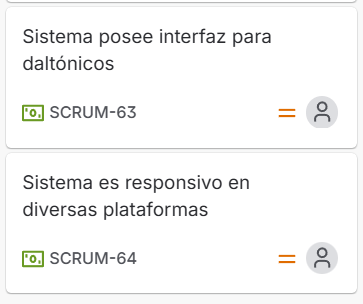 Sistema posee interfaz para
daltónicos
SCRUM-63
Sistema es responsivo en
diversas plataformas
SCRUM-64